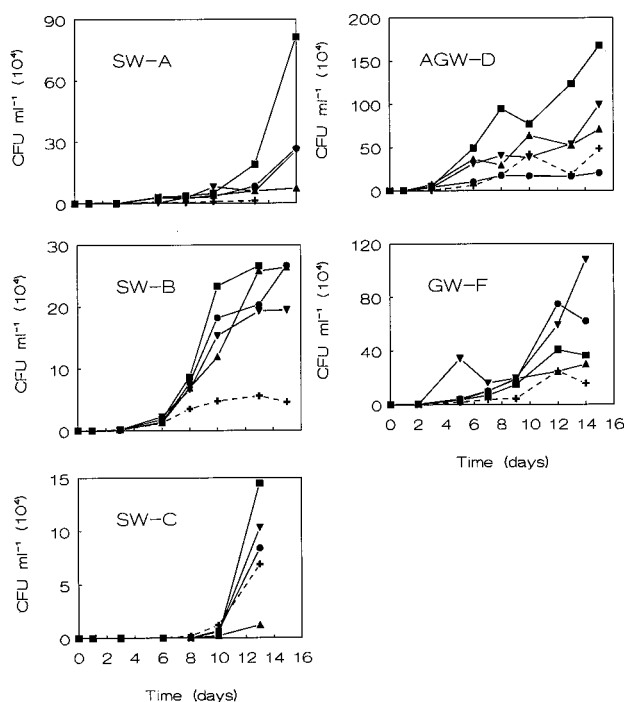 90
60
30
0
CFU ml⁻¹ (10⁴)
SW-A
30
20
10
0
CFU ml⁻¹ (10⁴)
SW-B
15
10
5
0
CFU ml⁻¹ (10⁴)
SW-C
0 2 4 6 8 10 12 14 16
Time (days)
200
150
100
50
0
CFU ml⁻¹ (10⁴)
AGW-D
120
80
40
0
CFU ml⁻¹ (10⁴)
GW-F
0 2 4 6 8 10 12 14 16
Time (days)